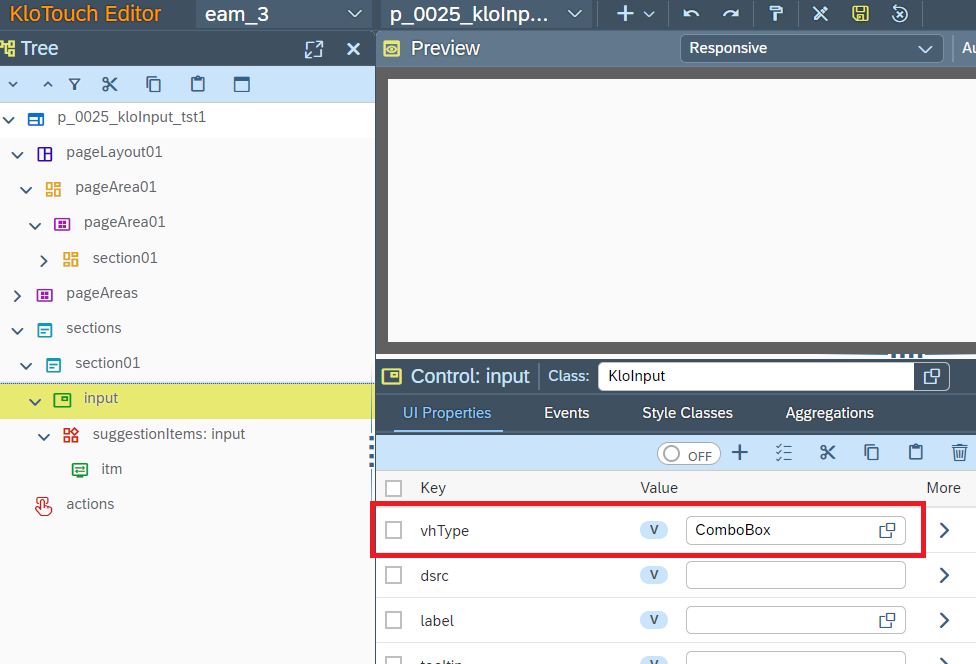 KloTouch Editor eam_3 p_0025_kloInp...
Tree
Preview Responsive Au
p_0025_kloInput_tst1
pageLayout01
pageArea01
pageArea01
section01
pageAreas
sections
section01
input
suggestionItems: input
itm
actions
Control: input Class: KloInput
UI Properties Events Style Classes Aggregations
OFF
Key Value More
vhType V ComboBox
dsrc V
label V
tooltip V